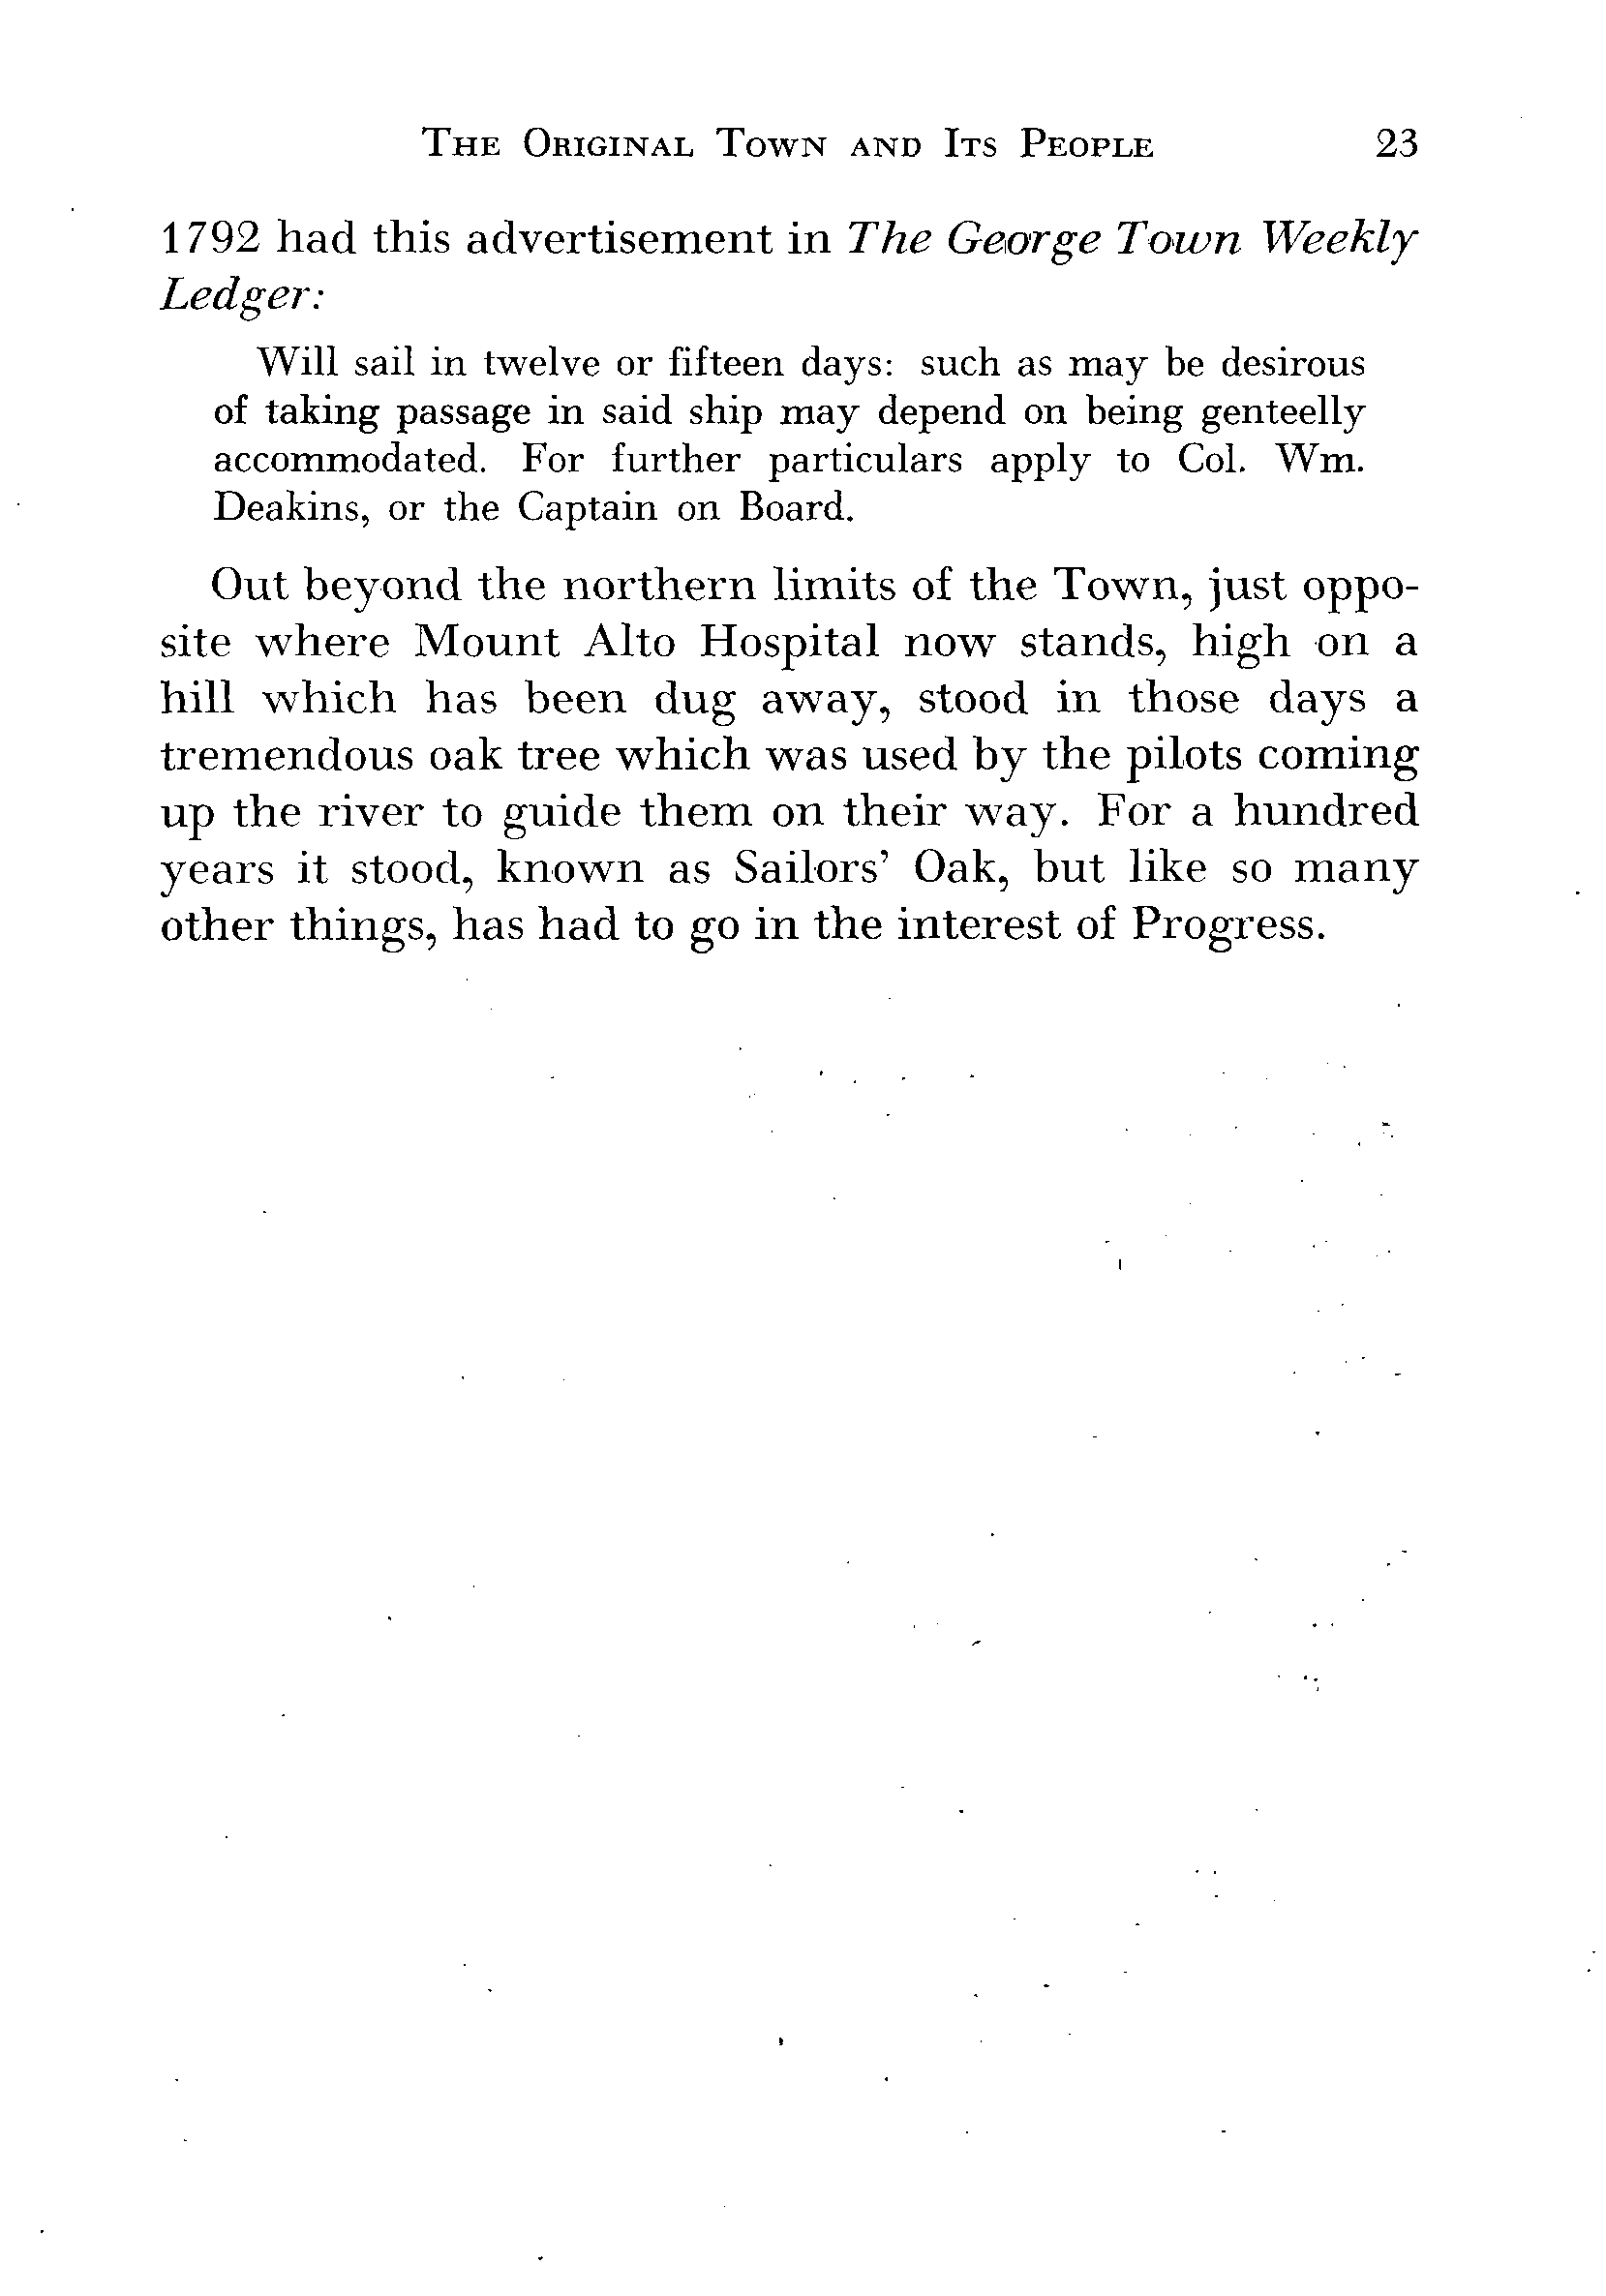 The Original Town and Its People 23
1792 had this advertisement in The George Town Weekly
Ledger:
Will sail in twelve or fifteen days: such as may be desirous
of taking passage in said ship may depend on being genteelly
accommodated. For further particulars apply to Col. Wm.
Deakins, or the Captain on Board.
Out beyond the northern limits of the Town, just oppo-
site where Mount Alto Hospital now stands, high on a
hill which has been dug away, stood in those days a
tremendous oak tree which was used by the pilots coming
up the river to guide them on their way. For a hundred
years it stood, known as Sailors' Oak, but like so many
other things, has had to go in the interest of Progress.